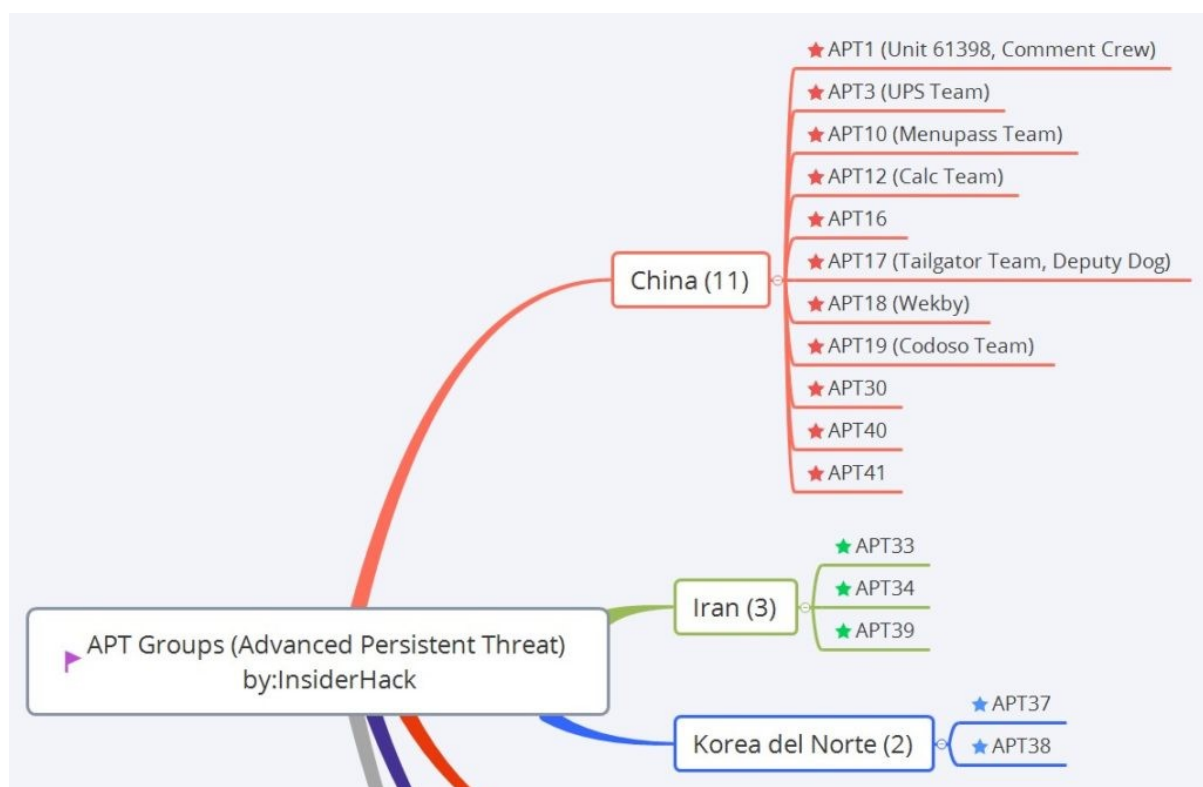 APT1 (Unit 61398, Comment Crew)
APT3 (UPS Team)
APT10 (Menupass Team)
APT12 (Calc Team)
APT16
China (11)
APT17 (Tailgator Team, Deputy Dog)
APT18 (Wekby)
APT19 (Codoso Team)
APT30
APT40
APT41
APT33
Iran (3)
APT34
APT39
APT Groups (Advanced Persistent Threat)
by:InsiderHack
APT37
Korea del Norte (2)
APT38